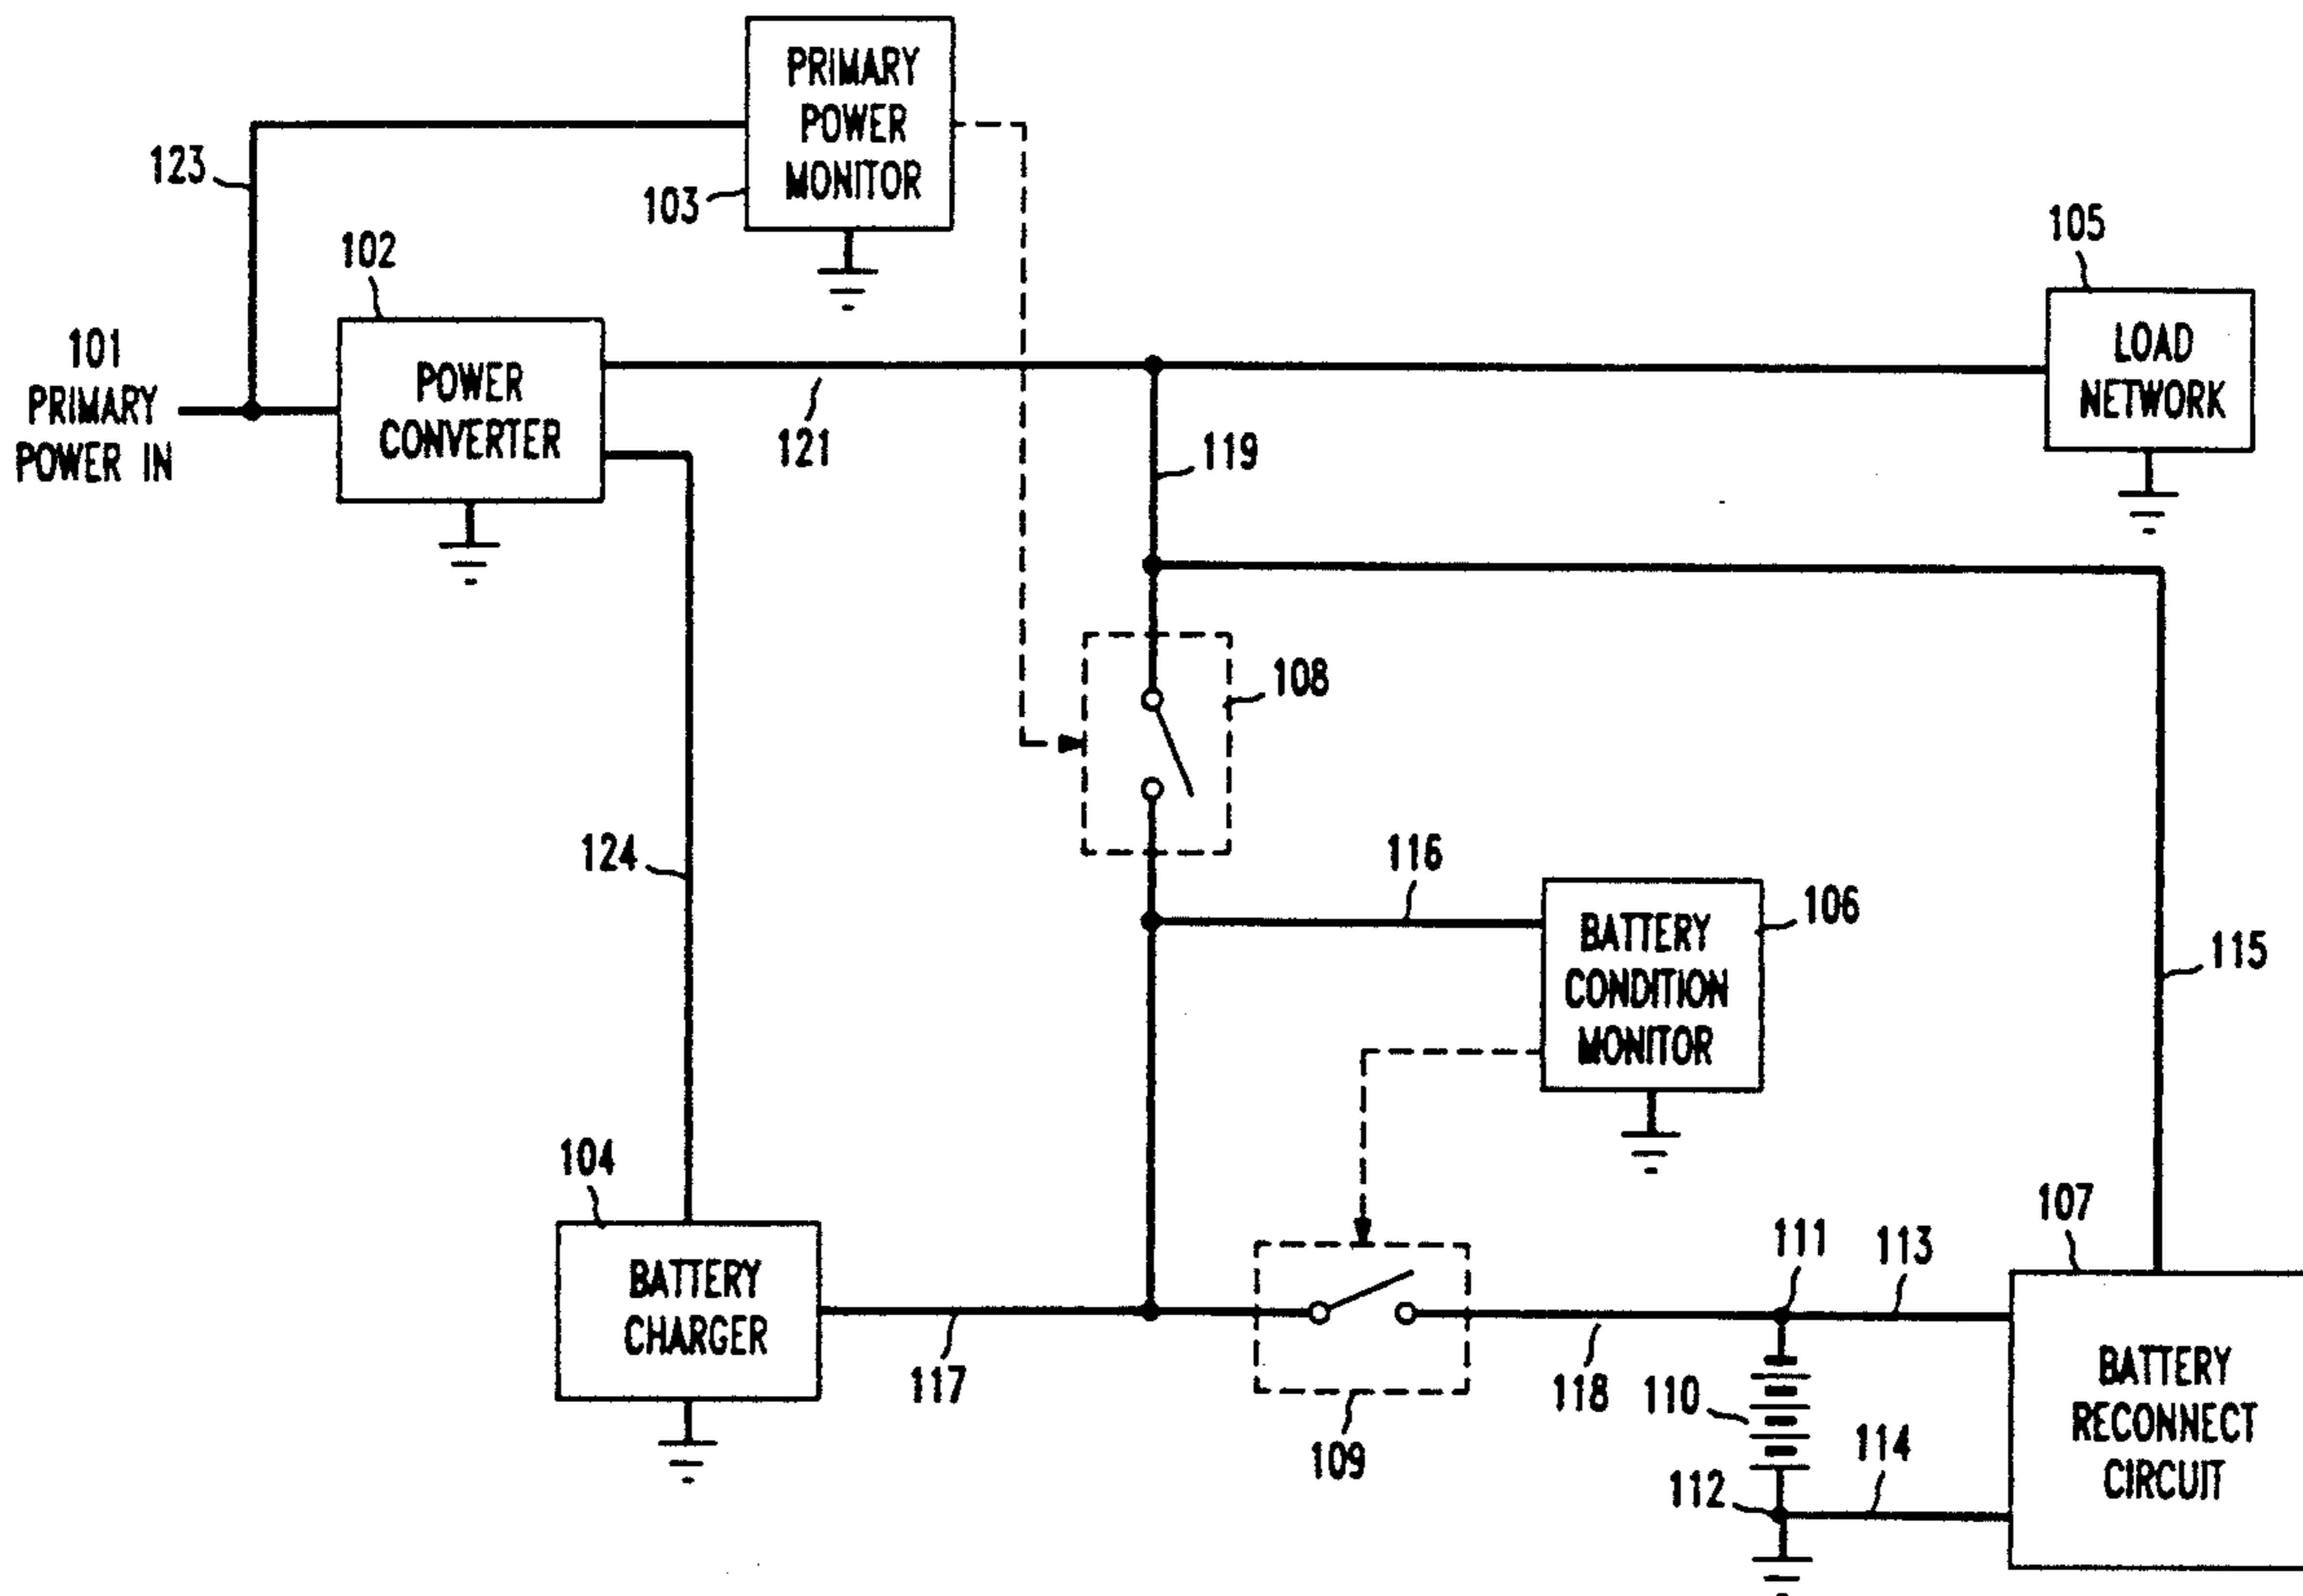 PRIMARY
POWER
MONITOR
103
123
102
101
PRIMARY
POWER IN
POWER
CONVERTER
121
105
LOAD
NETWORK
119
108
124
116
106
BATTERY
CONDITION
MONITOR
115
104
BATTERY
CHARGER
117
109
118
111
113
107
110
112
114
BATTERY
RECONNECT
CIRCUIT